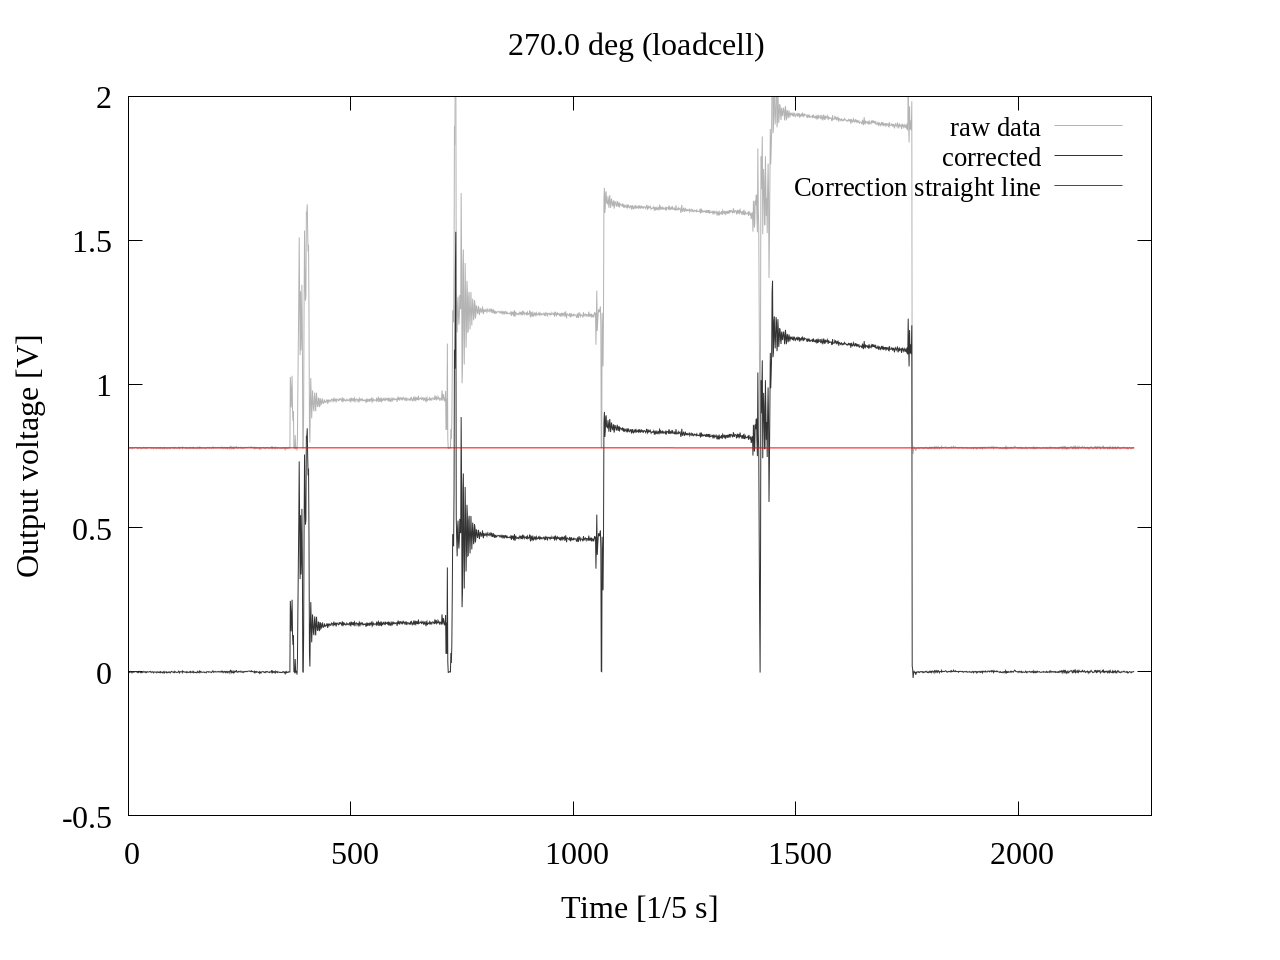 270.0 deg (loadcell)
2
1.5
1
0.5
0
-0.5
Output voltage [V]
raw data
corrected
Correction straight line
0 500 1000 1500 2000
Time [1/5 s]